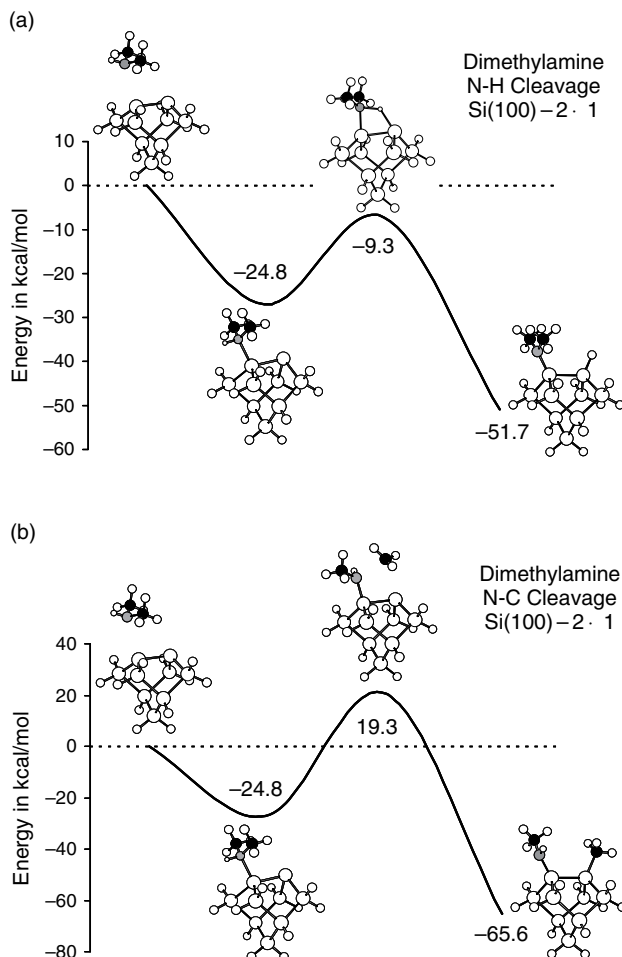 (a)
Dimethylamine
N-H Cleavage
Si(100)−2 · 1
Energy in kcal/mol
10
0
−10
−20
−30
−40
−50
−60
−24.8
−9.3
−51.7
(b)
Dimethylamine
N-C Cleavage
Si(100)−2 · 1
Energy in kcal/mol
40
20
0
−20
−40
−60
−80
−24.8
19.3
−65.6